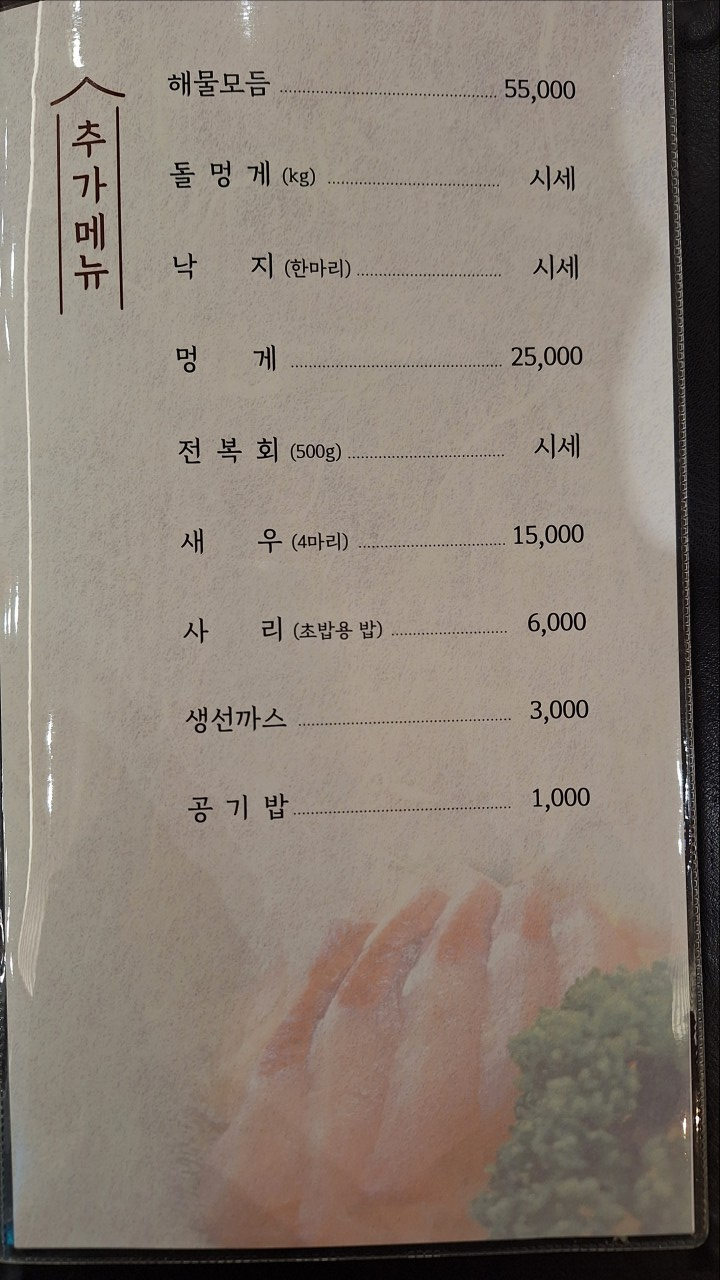 추가메뉴
해물모듬 55,000
돌멍게 (kg) 시세
낙지 (한마리) 시세
멍게 25,000
전복회 (500g) 시세
새우 (4마리) 15,000
사리 (초밥용 밥) 6,000
생선까스 3,000
공기밥 1,000